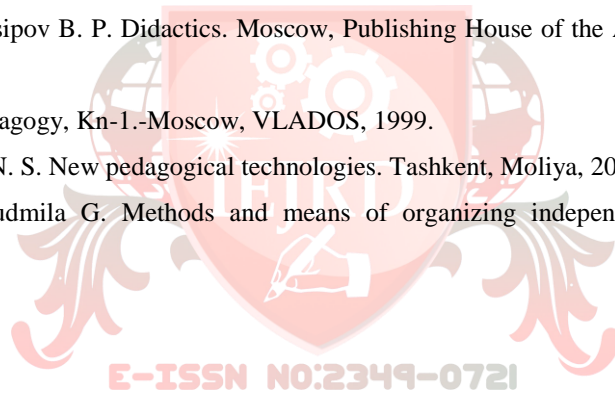 sipov B. P. Didactics. Moscow, Publishing House of the
agogy, Kn-1.-Moscow, VLADOS, 1999.
N. S. New pedagogical technologies. Tashkent, Moliya, 20
udmila G. Methods and means of organizing indepen
IEJRD
E-ISSN NO:2349-0721